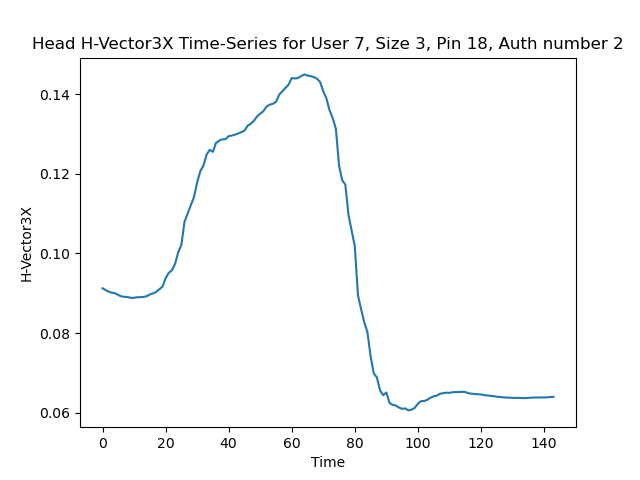 Head H-Vector3X Time-Series for User 7, Size 3, Pin 18, Auth number 2
H-Vector3X
0.14
0.12
0.10
0.08
0.06
0 20 40 60 80 100 120 140
Time